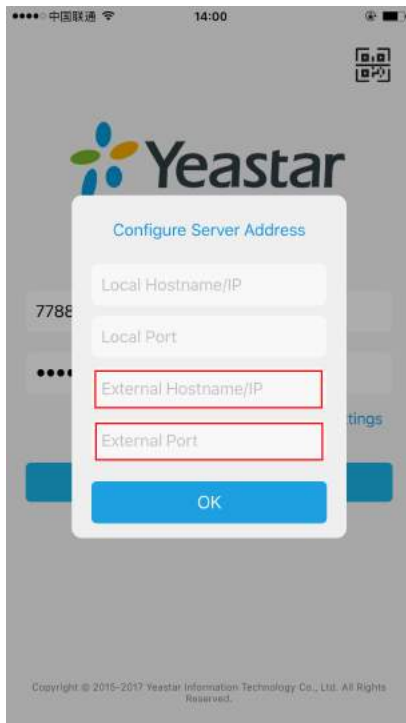 中国联通 14:00
Yeastar
Configure Server Address
Local Hostname/IP
7788
Local Port
External Hostname/IP
tings
External Port
OK
Copyright © 2015-2017 Yeastar Information Technology Co., Ltd. All Rights
Reserved.